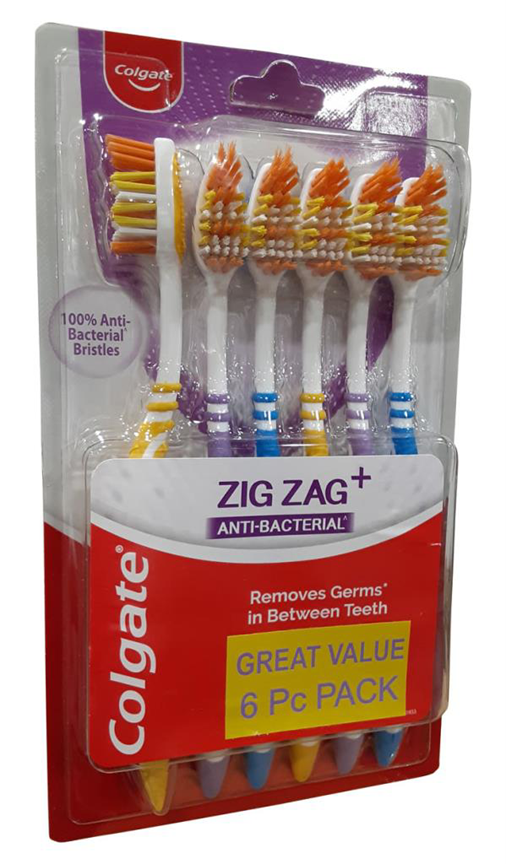 Colgate
100% Anti-
Bacterial^
Bristles
ZIG ZAG+
ANTI-BACTERIAL^
Colgate®
Removes Germs*
in Between Teeth
GREAT VALUE
6 Pc PACK